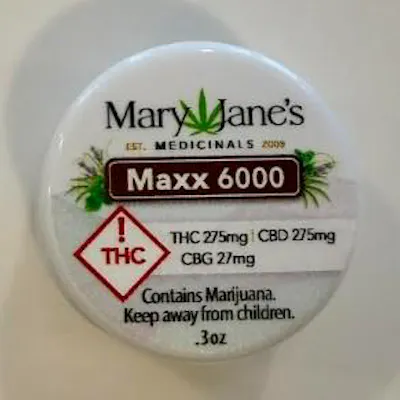 Mary Jane's
EST. MEDICINALS 2009
Maxx 6000
! THC
THC 275mg | CBD 275mg
CBG 27mg
Contains Marijuana.
Keep away from children.
.3oz